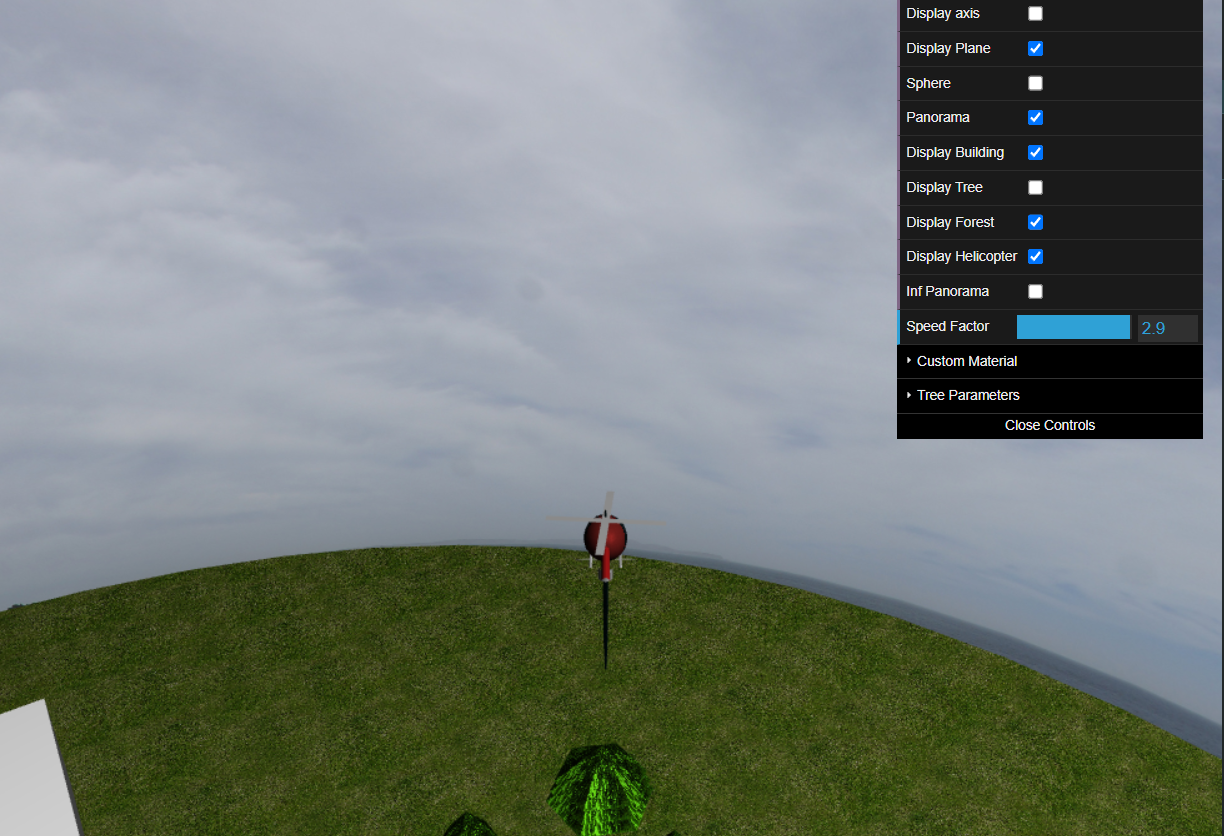 Display axis
Display Plane
Sphere
Panorama
Display Building
Display Tree
Display Forest
Display Helicopter
Inf Panorama
Speed Factor 2.9
Custom Material
Tree Parameters
Close Controls